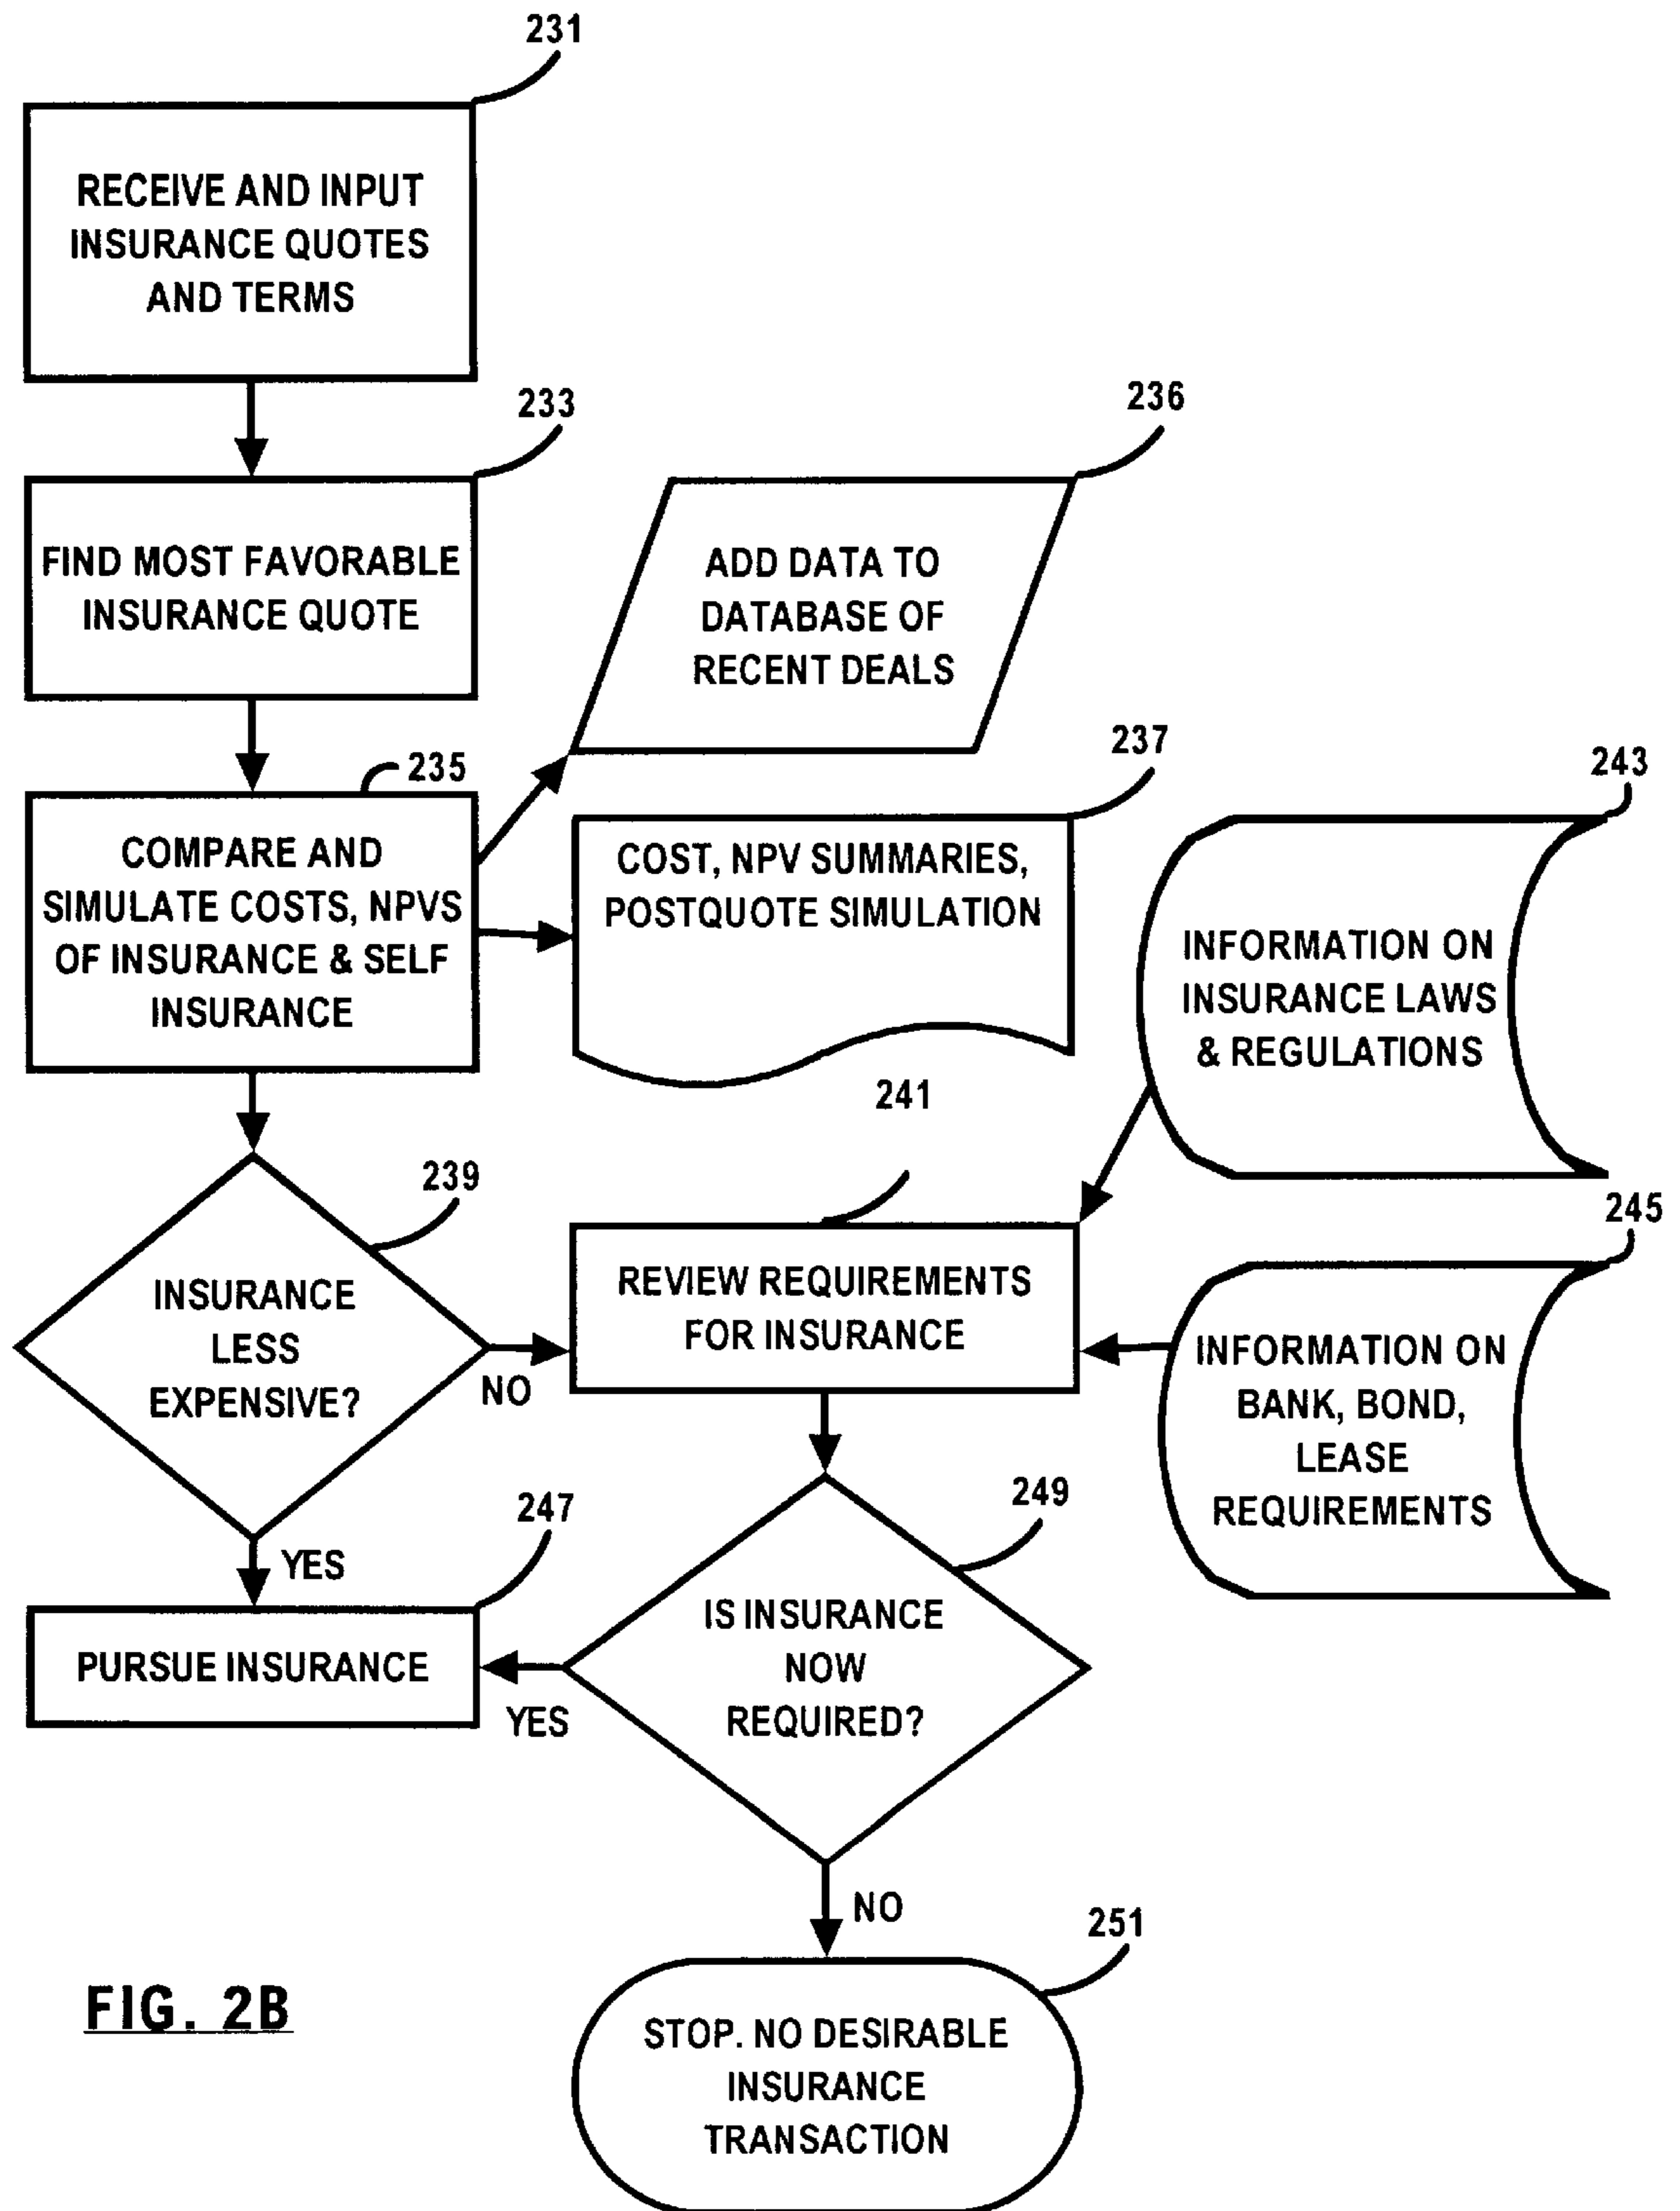 231
RECEIVE AND INPUT
INSURANCE QUOTES
AND TERMS
233
FIND MOST FAVORABLE
INSURANCE QUOTE
236
ADD DATA TO
DATABASE OF
RECENT DEALS
235
COMPARE AND
SIMULATE COSTS, NPVS
OF INSURANCE & SELF
INSURANCE
237
COST, NPV SUMMARIES,
POSTQUOTE SIMULATION
243
INFORMATION ON
INSURANCE LAWS
& REGULATIONS
239
INSURANCE
LESS
EXPENSIVE?
NO
YES
241
REVIEW REQUIREMENTS
FOR INSURANCE
245
INFORMATION ON
BANK, BOND,
LEASE
REQUIREMENTS
247
PURSUE INSURANCE
249
IS INSURANCE
NOW
REQUIRED?
YES
NO
251
STOP. NO DESIRABLE
INSURANCE
TRANSACTION
FIG. 2B